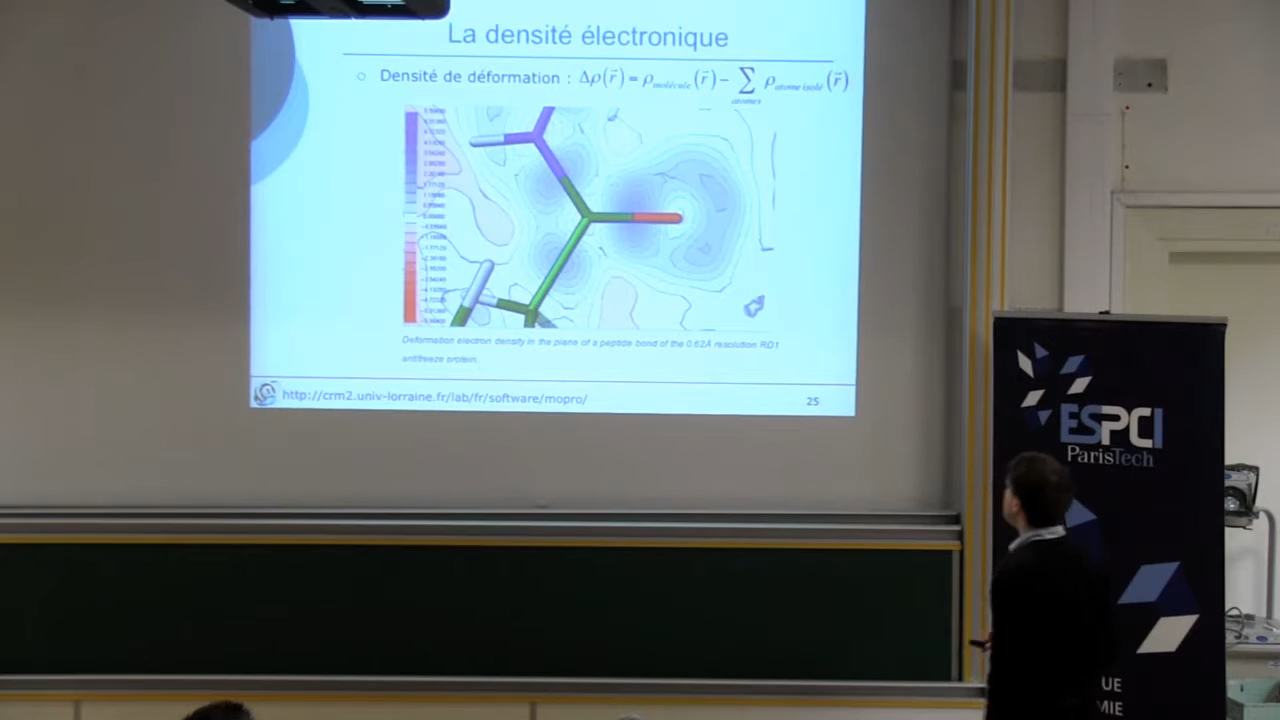 La densité électronique
Densité de déformation : Δρ(r⃗) = ρmolécule(r⃗) − ∑atomes ρatome isolé(r⃗)
Deformation electron density in the plane of a peptide bond of the 0.62Å resolution RD1
antifreeze protein.
http://crm2.univ-lorraine.fr/lab/fr/software/mopro/
25
ESPCI
ParisTech
UE
MIE